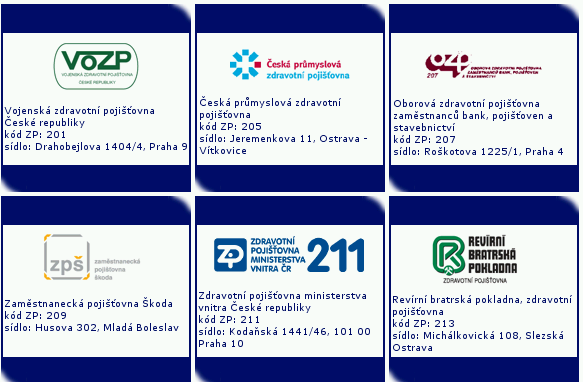 VOZP
VOJENSKÁ ZDRAVOTNÍ POJIŠŤOVNA
ČESKÉ REPUBLIKY
Vojenská zdravotní pojišťovna
České republiky
kód ZP: 201
sídlo: Drahobejlova 1404/4, Praha 9
Česká průmyslová
zdravotní pojišťovna
Česká průmyslová zdravotní
pojišťovna
kód ZP: 205
sídlo: Jeremenkova 11, Ostrava -
Vítkovice
OZP
207
OBOROVÁ ZDRAVOTNÍ POJIŠŤOVNA
ZAMĚSTNANCŮ BANK, POJIŠŤOVEN
A STAVEBNICTVÍ
Oborová zdravotní pojišťovna
zaměstnanců bank, pojišťoven a
stavebnictví
kód ZP: 207
sídlo: Roškotova 1225/1, Praha 4
zpš
zaměstnanecká
pojišťovna
škoda
Zaměstnanecká pojišťovna Škoda
kód ZP: 209
sídlo: Husova 302, Mladá Boleslav
ZDRAVOTNÍ
POJIŠŤOVNA
MINISTERSTVA
VNITRA ČR
211
Zdravotní pojišťovna ministerstva
vnitra České republiky
kód ZP: 211
sídlo: Kodaňská 1441/46, 101 00
Praha 10
REVÍRNÍ
BRATRSKÁ
POKLADNA
ZDRAVOTNÍ POJIŠŤOVNA
Revírní bratrská pokladna, zdravotní
pojišťovna
kód ZP: 213
sídlo: Michálkovická 108, Slezská
Ostrava